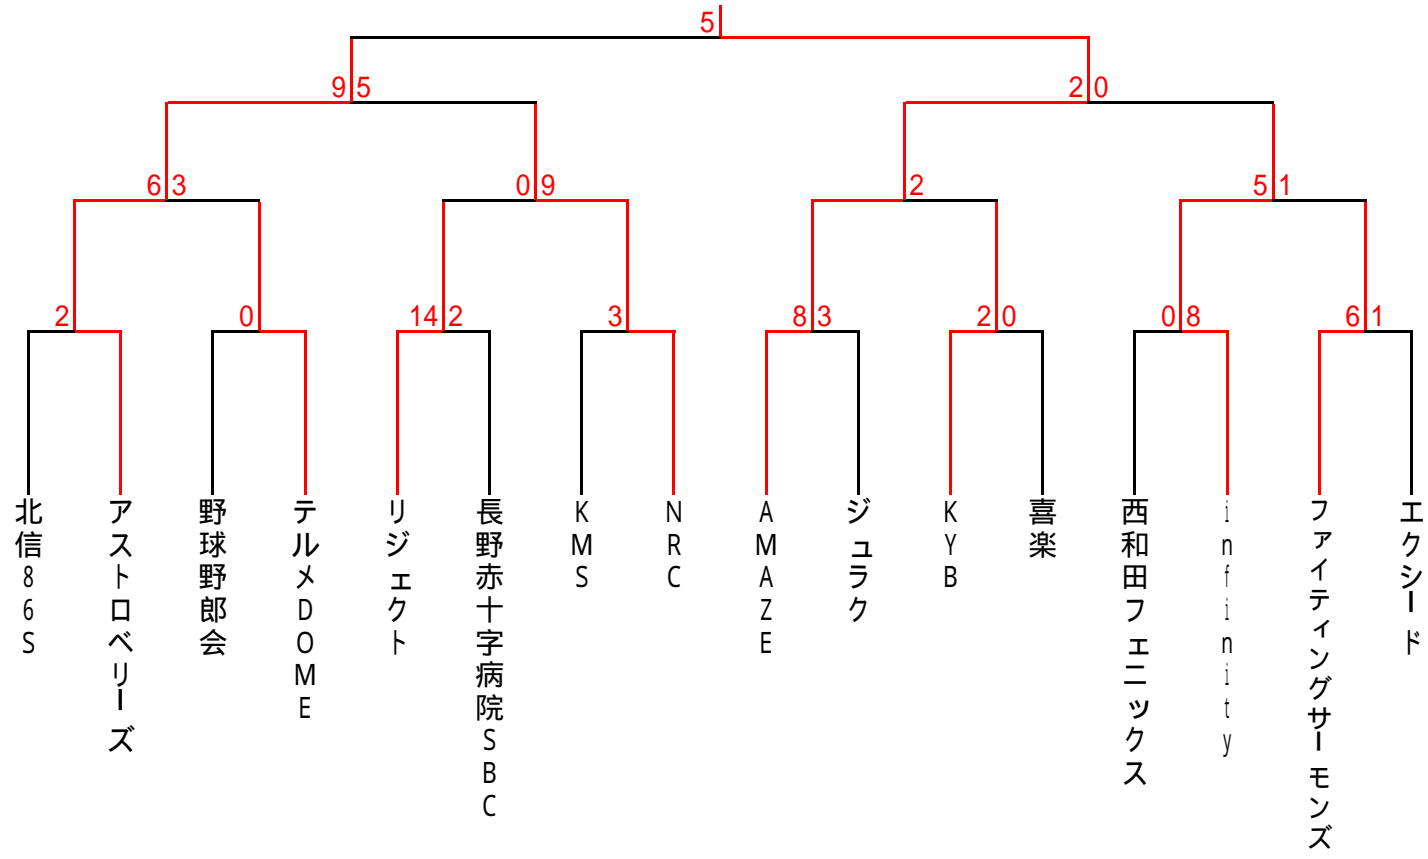 5
9 5
2 0
6 3
0 9
2
5 1
2
0
14 2
3
8 3
2 0
0 8
6 1
北信86S
アストロベリーズ
野球野郎会
テルメDOME
リジェクト
長野赤十字病院SBC
KMS
NRC
AMAZE
ジュラク
KYB
喜楽
西和田フェニックス
infinity
ファイティングサーモンズ
エクシード